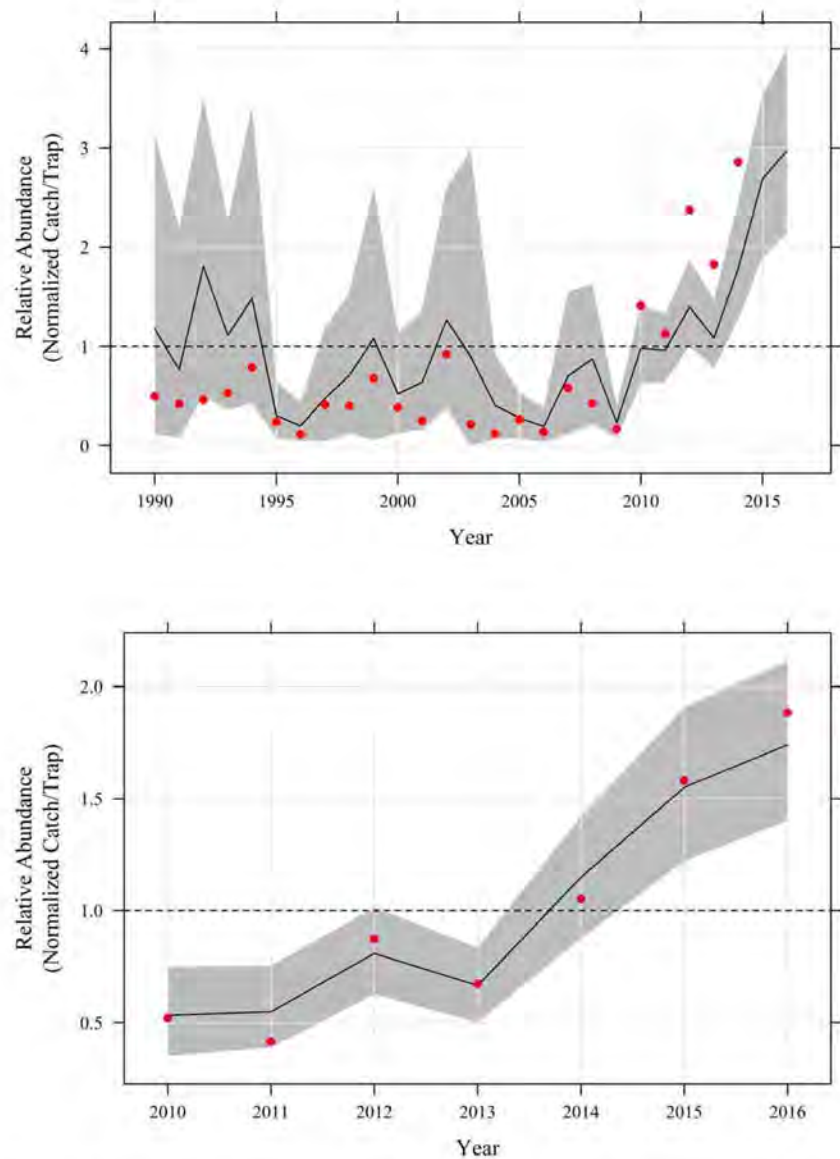 4
3
2
1
0
Relative Abundance
(Normalized Catch/Trap)
1990 1995 2000 2005 2010 2015
Year
2.0
1.5
1.0
0.5
Relative Abundance
(Normalized Catch/Trap)
2010 2011 2012 2013 2014 2015 2016
Year